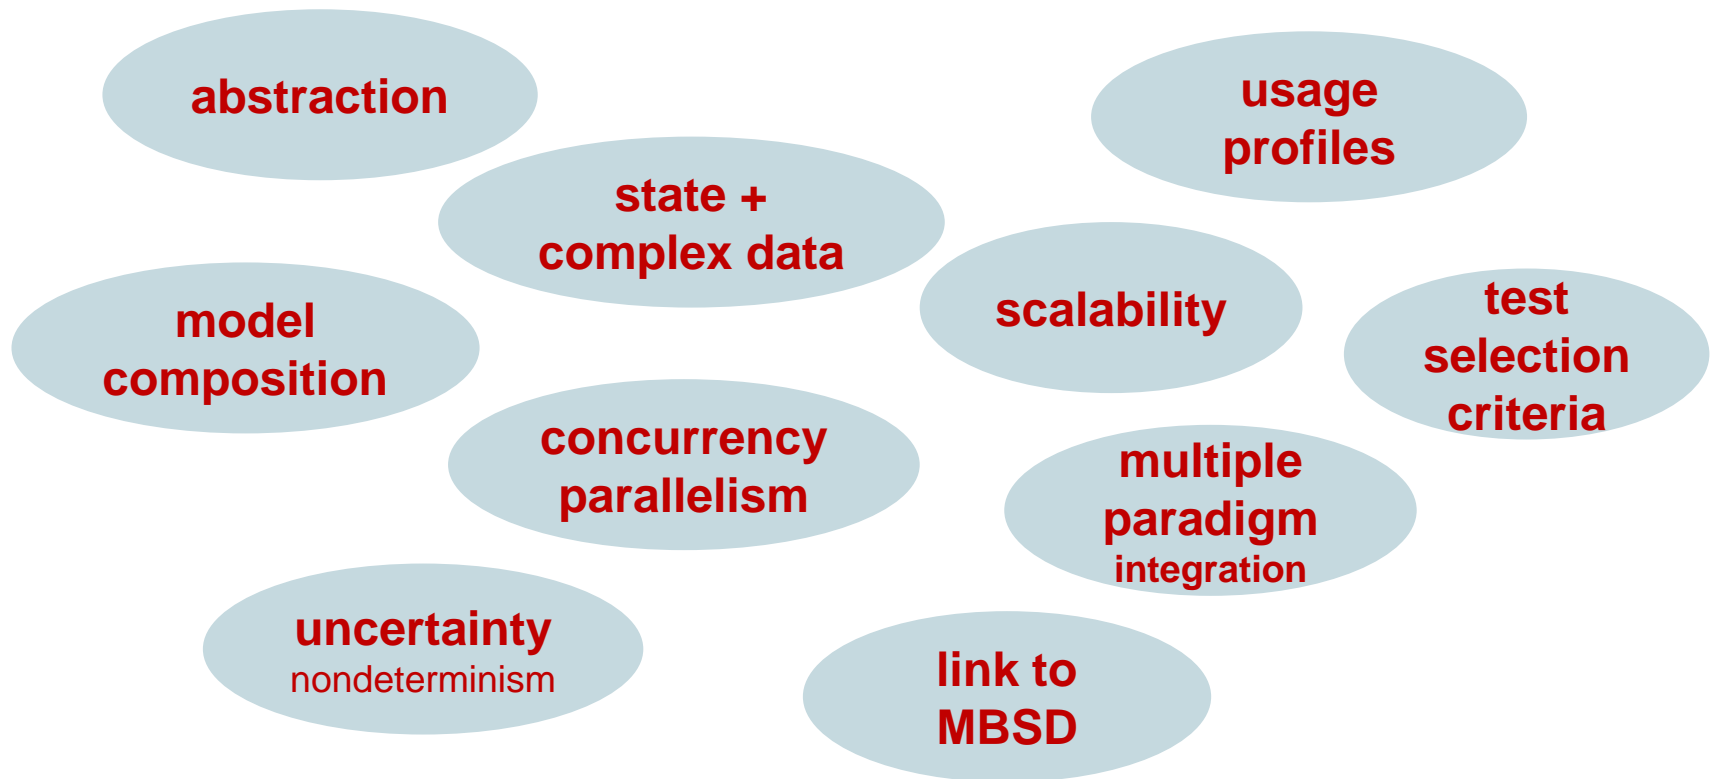 abstraction
usage
profiles
state +
complex data
scalability
test
selection
criteria
model
composition
concurrency
parallelism
multiple
paradigm
integration
uncertainty
nondeterminism
link to
MBSD